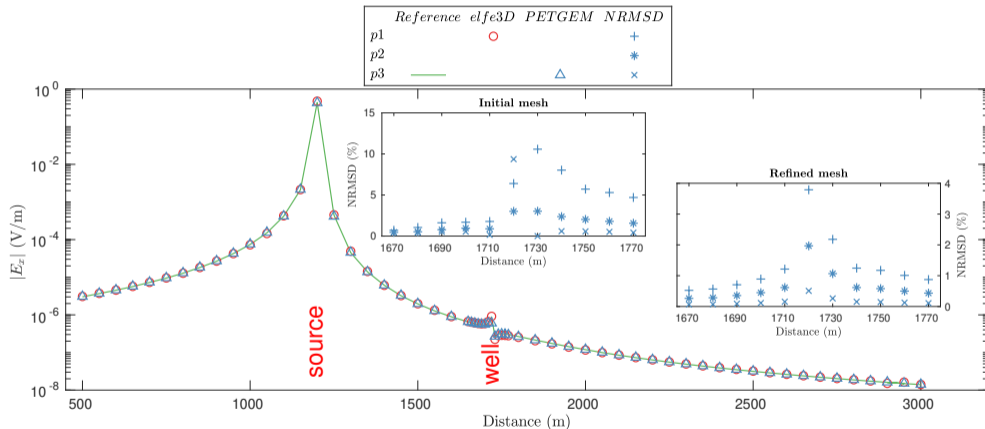 Reference elfe3D PETGEM NRMSD
p1
p2
p3
|Eₓ| (V/m)
10⁰
10⁻²
10⁻⁴
10⁻⁶
10⁻⁸
500 1000 1500 2000 2500 3000
Distance (m)
source
well
Initial mesh
NRMSD (%)
15
10
5
0
1670 1690 1710 1730 1750 1770
Distance (m)
Refined mesh
4
3
2
1
0
NRMSD (%)
1670 1690 1710 1730 1750 1770
Distance (m)